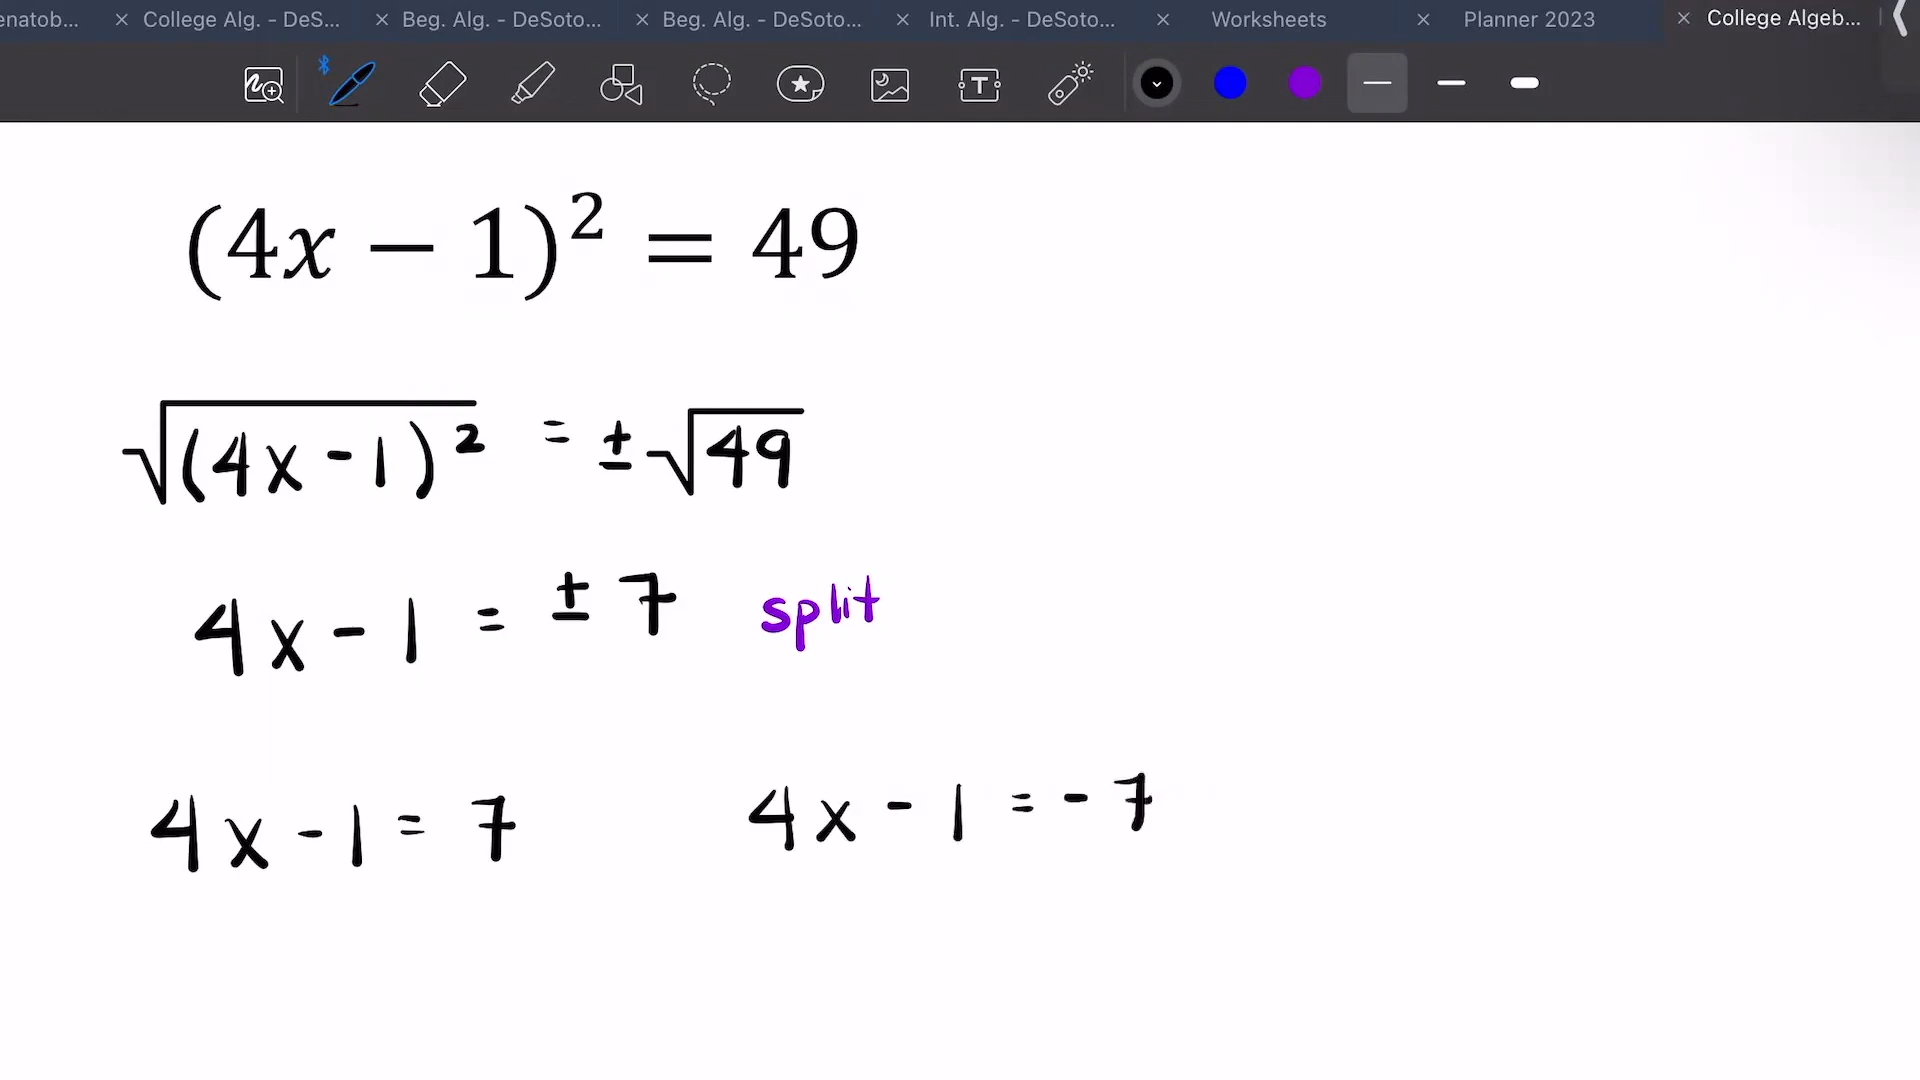 enatob... × College Alg. - DeS... × Beg. Alg. - DeSoto... × Beg. Alg. - DeSoto... × Int. Alg. - DeSoto... × Worksheets × Planner 2023 × College Algeb...
T
(4x − 1)² = 49
√(4x - 1)² = ± √49
4x - 1 = ± 7 split
4x - 1 = 7 4x - 1 = - 7